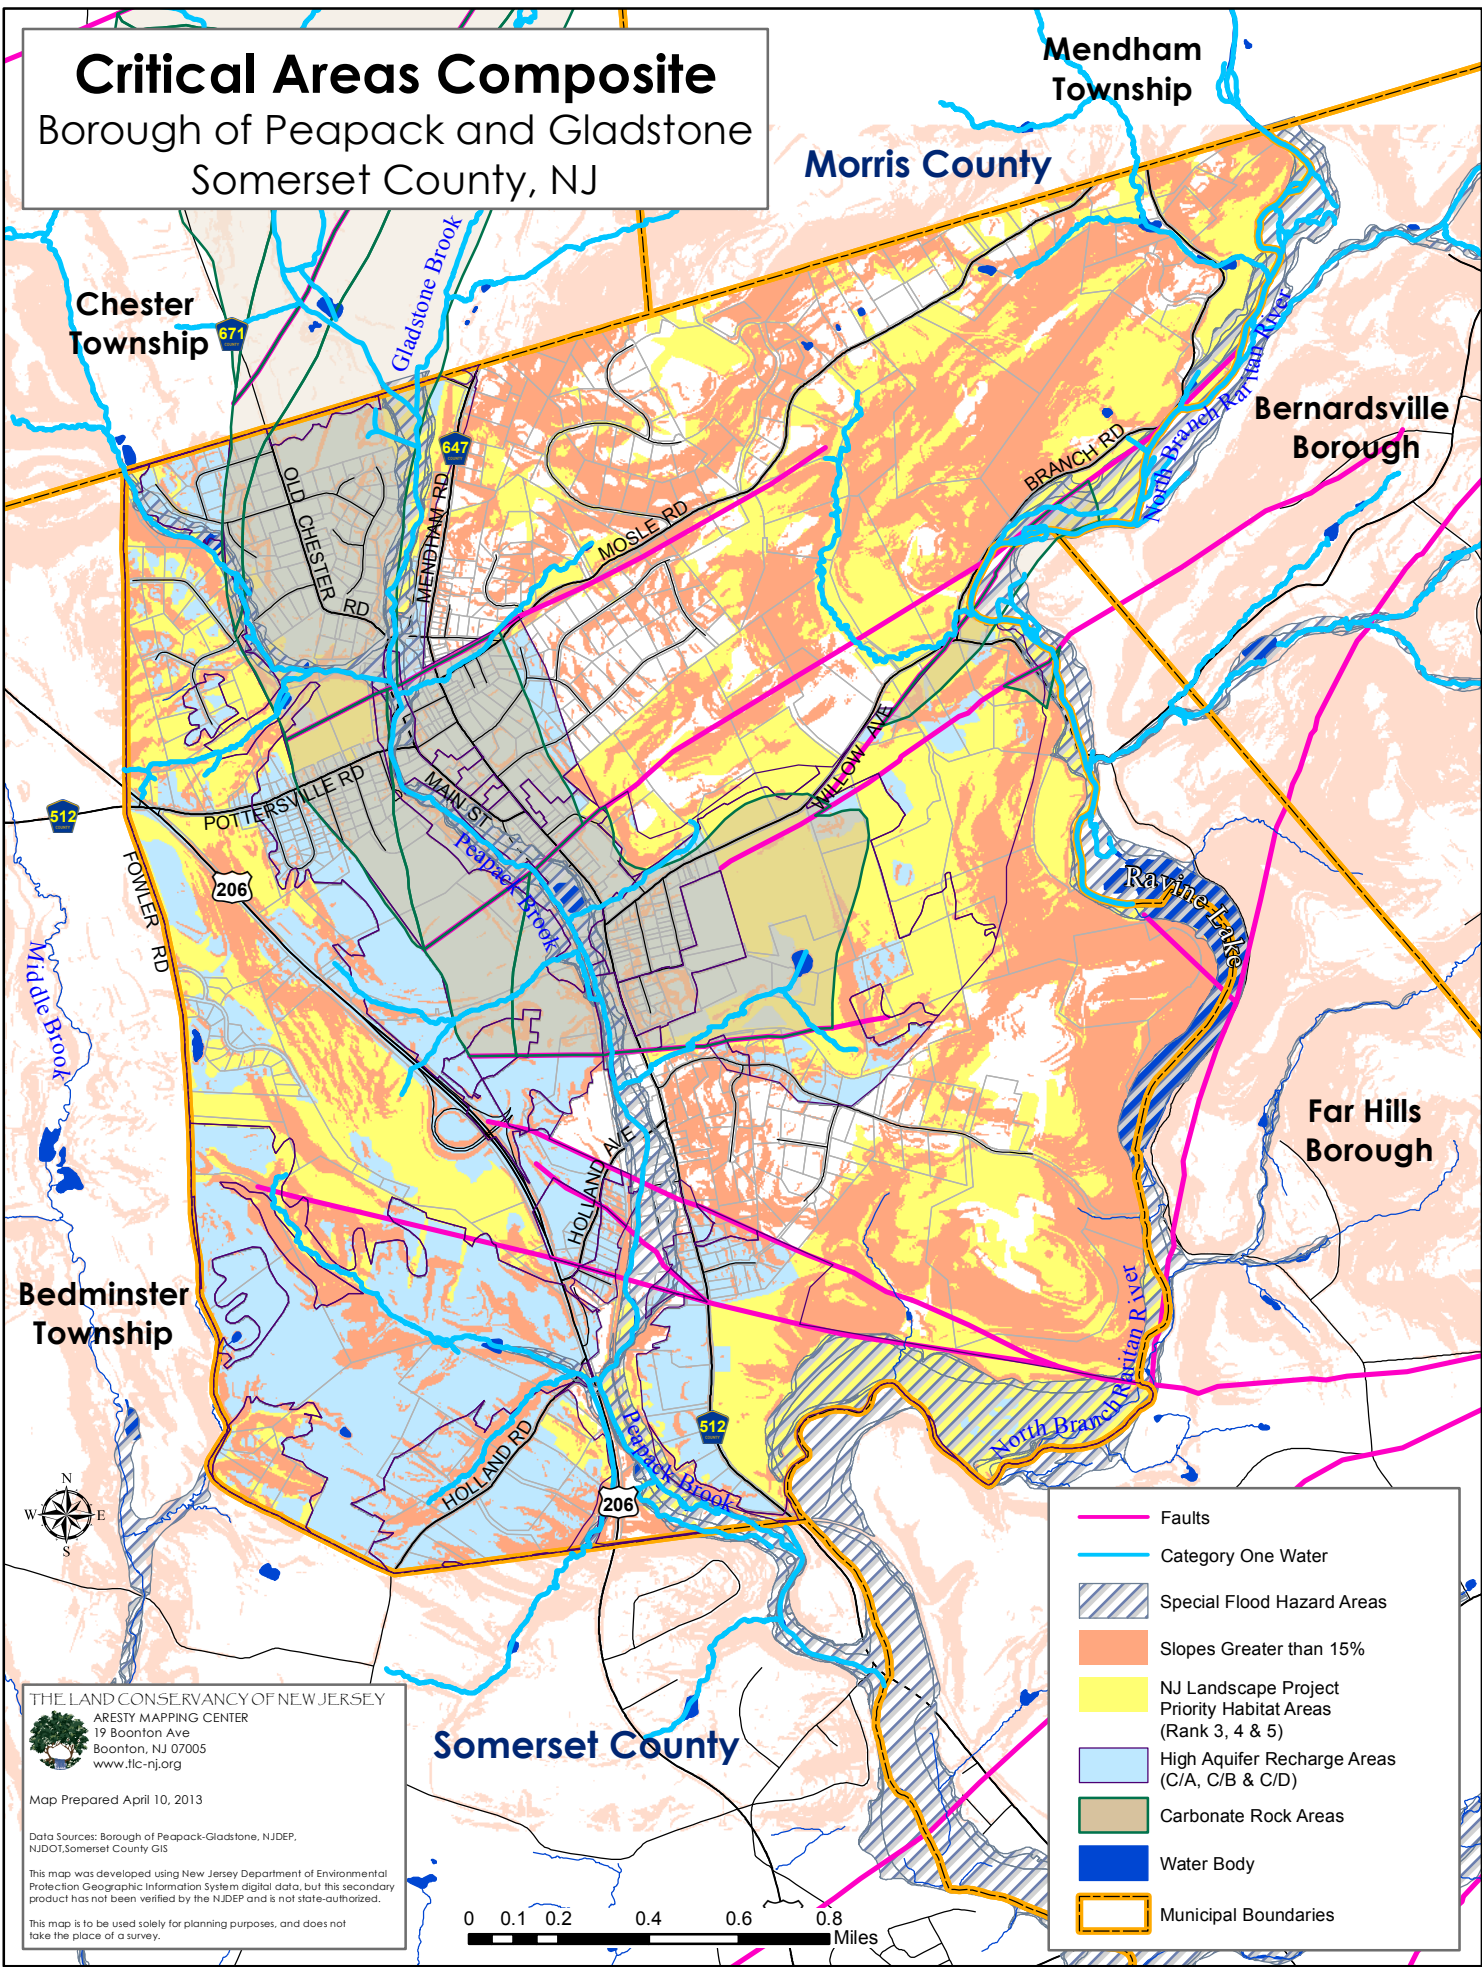 Critical Areas Composite
Borough of Peapack and Gladstone
Somerset County, NJ
Mendham
Township
Morris County
Chester
Township
671
COUNTY
Gladstone Brook
647
COUNTY
Bernardsville
Borough
North Branch Raritan River
BRANCH RD
OLD CHESTER RD
MENDHAM RD
MOSLE RD
WILLOW AVE
512
COUNTY
POTTERSVILLE RD
MAIN ST
Peapack Brook
206
FOWLER RD
Middle Brook
Ravine Lake
Far Hills
Borough
HOLLAND AVE
Bedminster
Township
North Branch Raritan River
HOLLAND RD
Peapack Brook
512
COUNTY
206
N
W E
S
Somerset County
Faults
Category One Water
Special Flood Hazard Areas
Slopes Greater than 15%
NJ Landscape Project
Priority Habitat Areas
(Rank 3, 4 & 5)
High Aquifer Recharge Areas
(C/A, C/B & C/D)
Carbonate Rock Areas
Water Body
Municipal Boundaries
THE LAND CONSERVANCY OF NEW JERSEY
ARESTY MAPPING CENTER
19 Boonton Ave
Boonton, NJ 07005
www.tlc-nj.org
Map Prepared April 10, 2013
Data Sources: Borough of Peapack-Gladstone, NJDEP,
NJDOT,Somerset County GIS
This map was developed using New Jersey Department of Environmental
Protection Geographic Information System digital data, but this secondary
product has not been verified by the NJDEP and is not state-authorized.
This map is to be used solely for planning purposes, and does not
take the place of a survey.
0 0.1 0.2 0.4 0.6 0.8
Miles